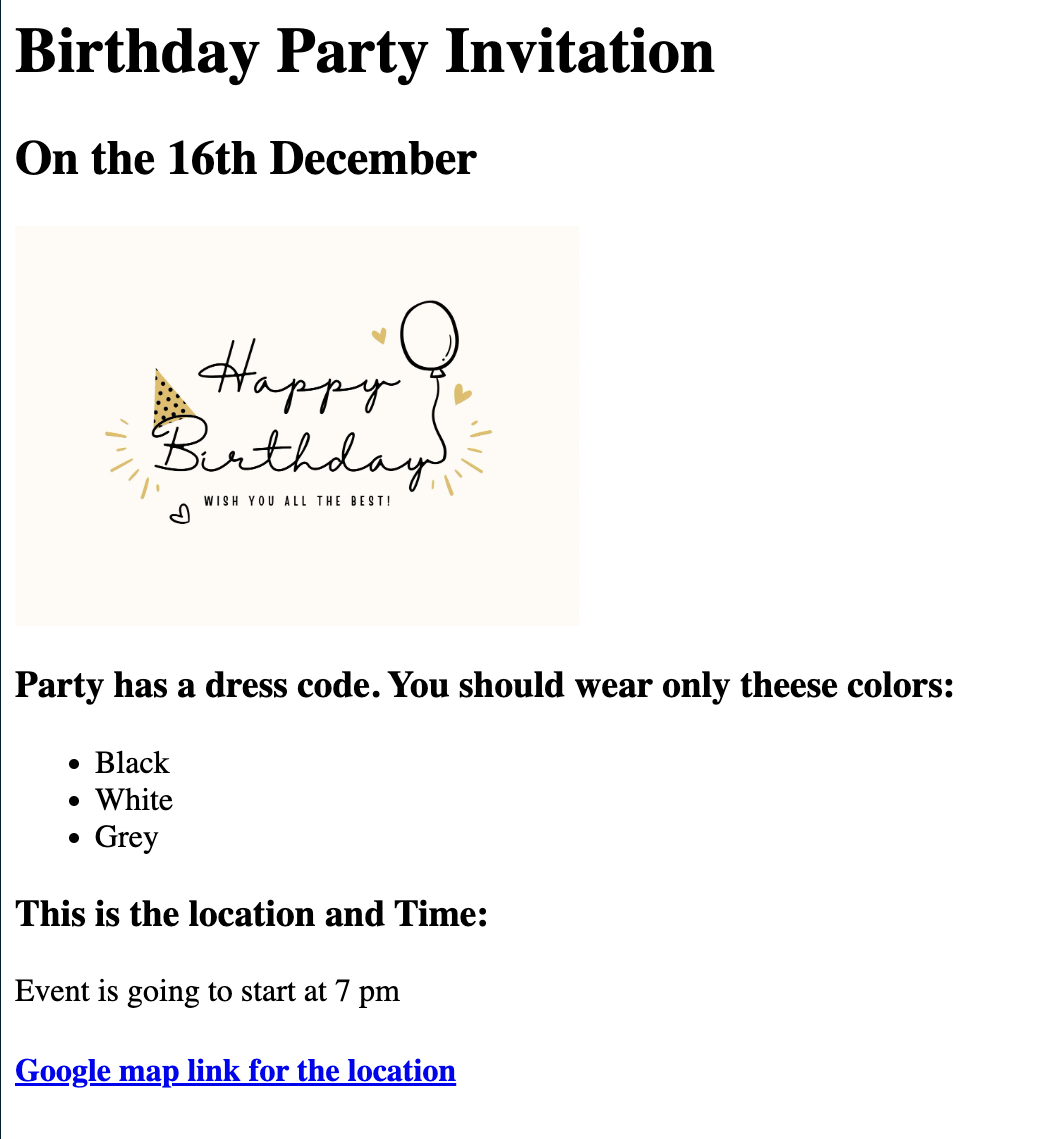 Birthday Party Invitation
On the 16th December
Happy
Birthday
WISH YOU ALL THE BEST!
Party has a dress code. You should wear only theese colors:
• Black
• White
• Grey
This is the location and Time:
Event is going to start at 7 pm
Google map link for the location